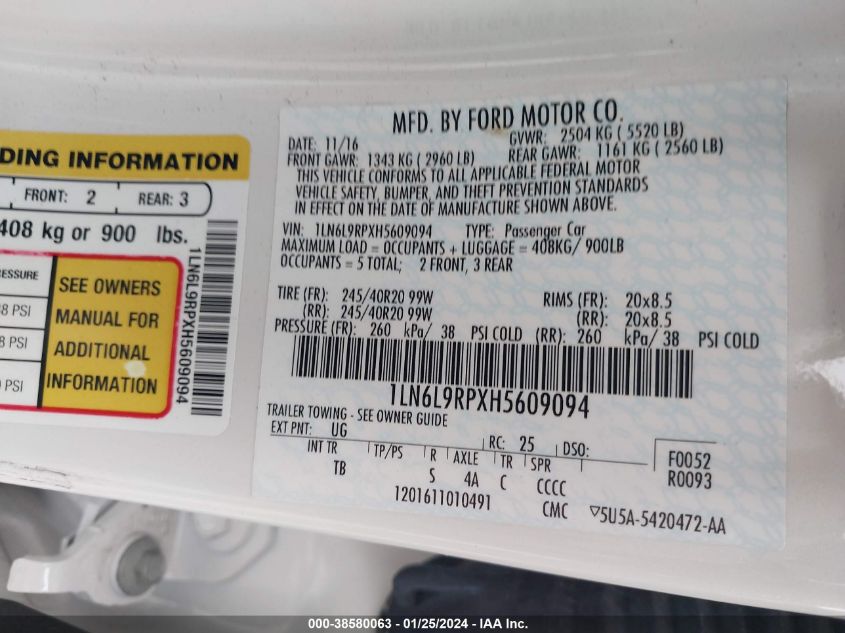 DING INFORMATION
FRONT: 2 REAR: 3
408 kg or 900 lbs.
RESSURE
PSI
PSI
PSI
SEE OWNERS
MANUAL FOR
ADDITIONAL
INFORMATION
1LN6L9RPXH5609094
MFD. BY FORD MOTOR CO.
DATE: 11/16 GVWR: 2504 KG ( 5520 LB)
FRONT GAWR: 1343 KG ( 2960 LB) REAR GAWR: 1161 KG ( 2560 LB)
THIS VEHICLE CONFORMS TO ALL APPLICABLE FEDERAL MOTOR
VEHICLE SAFETY, BUMPER, AND THEFT PREVENTION STANDARDS
IN EFFECT ON THE DATE OF MANUFACTURE SHOWN ABOVE.
VIN: 1LN6L9RPXH5609094 TYPE: Passenger Car
MAXIMUM LOAD = OCCUPANTS + LUGGAGE = 408KG/ 900LB
OCCUPANTS = 5 TOTAL; 2 FRONT, 3 REAR
TIRE (FR): 245/40R20 99W RIMS (FR): 20x8.5
(RR): 245/40R20 99W (RR): 20x8.5
PRESSURE (FR): 260 kPa/ 38 PSI COLD (RR): 260 kPa/ 38 PSI COLD
1LN6L9RPXH5609094
TRAILER TOWING - SEE OWNER GUIDE
EXT PNT: UG RC: 25 DSO: F0052
INT TR TP/PS R AXLE TR SPR R0093
TB S 4A C CCCC
1201611010491 CMC ▽5U5A-5420472-AA
000-38580063 - 01/25/2024 - IAA Inc.